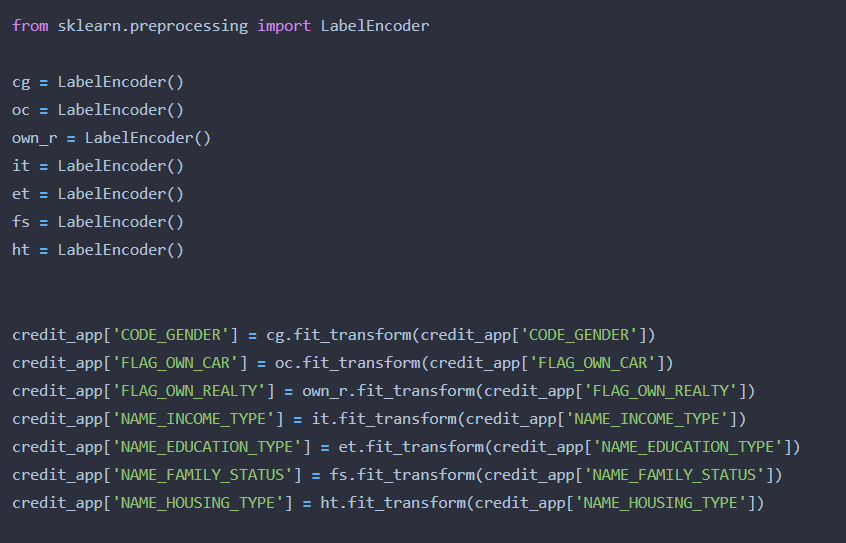 from sklearn.preprocessing import LabelEncoder
cg = LabelEncoder()
oc = LabelEncoder()
own_r = LabelEncoder()
it = LabelEncoder()
et = LabelEncoder()
fs = LabelEncoder()
ht = LabelEncoder()
credit_app['CODE_GENDER'] = cg.fit_transform(credit_app['CODE_GENDER'])
credit_app['FLAG_OWN_CAR'] = oc.fit_transform(credit_app['FLAG_OWN_CAR'])
credit_app['FLAG_OWN_REALTY'] = own_r.fit_transform(credit_app['FLAG_OWN_REALTY'])
credit_app['NAME_INCOME_TYPE'] = it.fit_transform(credit_app['NAME_INCOME_TYPE'])
credit_app['NAME_EDUCATION_TYPE'] = et.fit_transform(credit_app['NAME_EDUCATION_TYPE'])
credit_app['NAME_FAMILY_STATUS'] = fs.fit_transform(credit_app['NAME_FAMILY_STATUS'])
credit_app['NAME_HOUSING_TYPE'] = ht.fit_transform(credit_app['NAME_HOUSING_TYPE'])